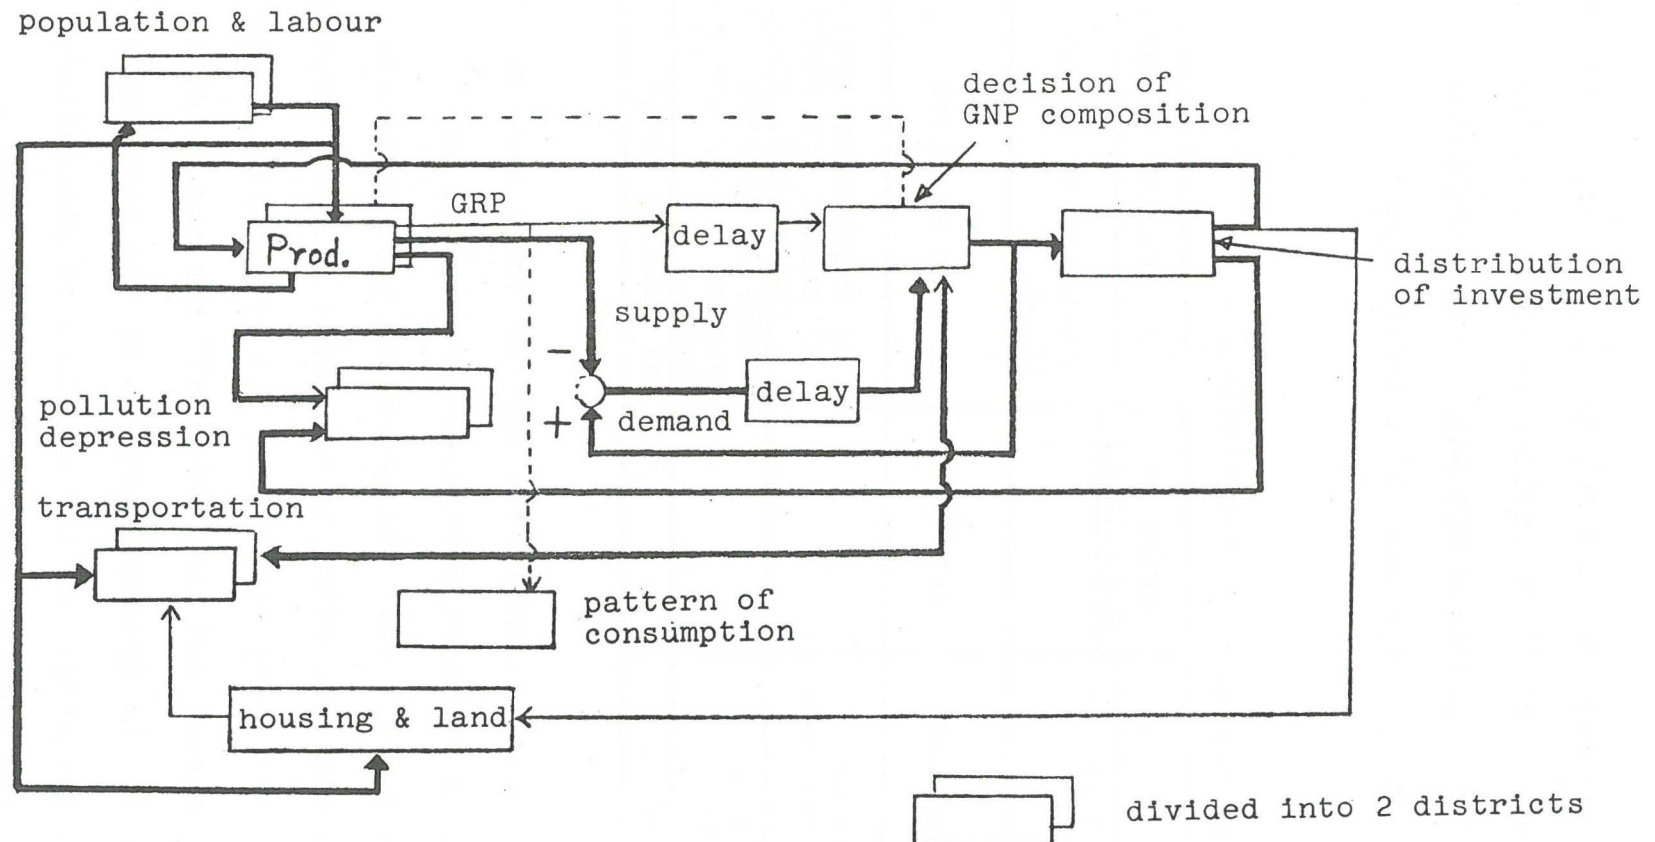 population & labour
decision of
GNP composition
GRP
Prod.
delay
distribution
of investment
supply
−
delay
+
demand
pollution
depression
transportation
pattern of
consumption
housing & land
divided into 2 districts